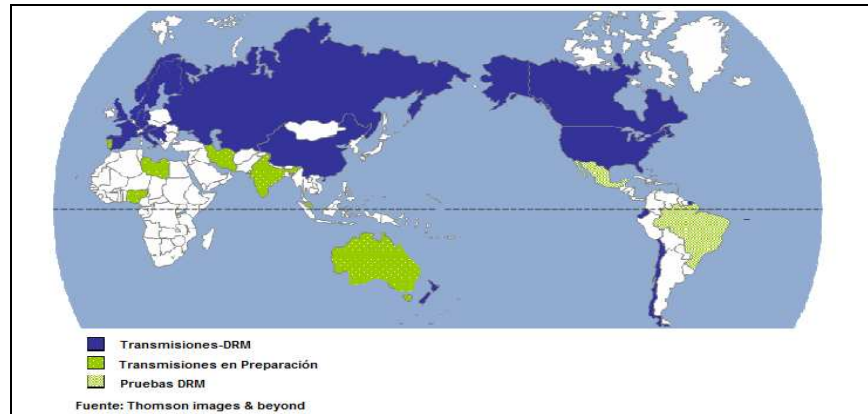 Transmisiones-DRM
Transmisiones en Preparación
Pruebas DRM
Fuente: Thomson images & beyond